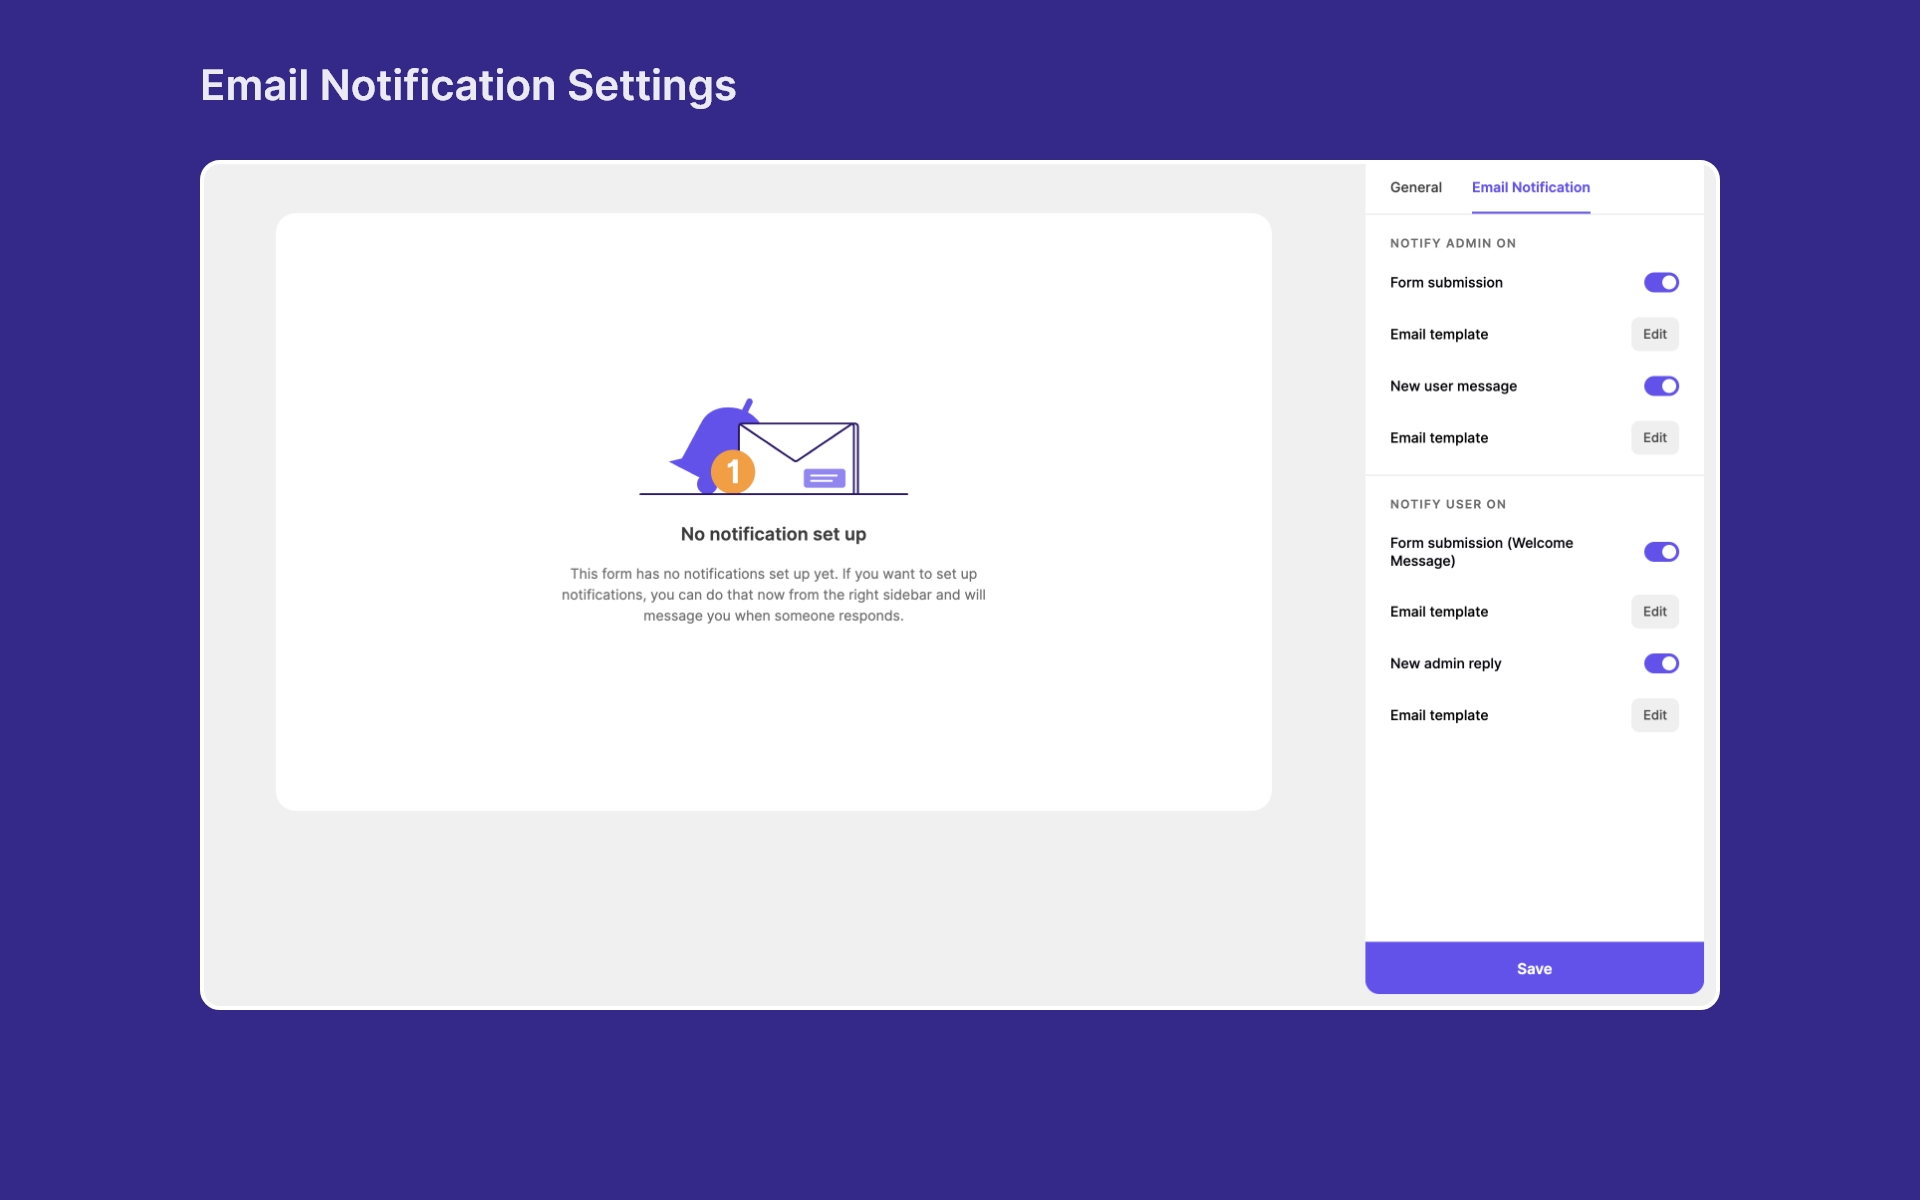 Email Notification Settings
1
No notification set up
This form has no notifications set up yet. If you want to set up
notifications, you can do that now from the right sidebar and will
message you when someone responds.
General
Email Notification
NOTIFY ADMIN ON
Form submission
Email template
Edit
New user message
Email template
Edit
NOTIFY USER ON
Form submission (Welcome
Message)
Email template
Edit
New admin reply
Email template
Edit
Save